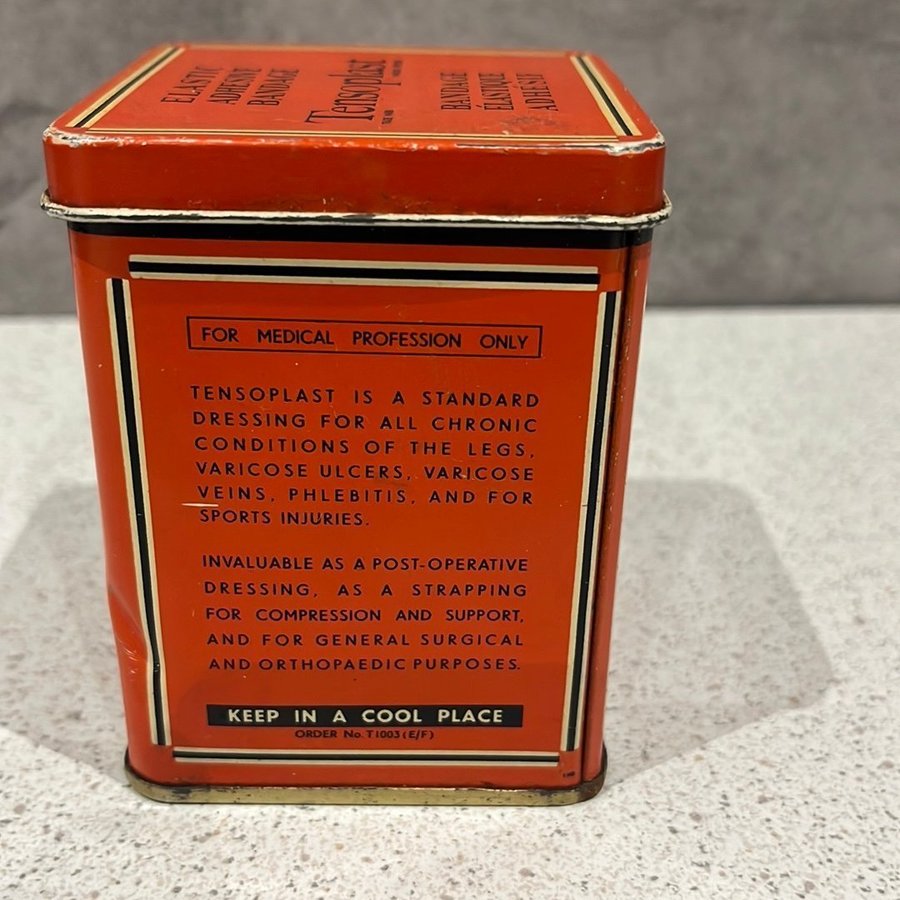 ELASTIC
ADHESIVE
BANDAGE
Tensoplast
BANDAGE
ÉLASTIQUE
ADHÉSIF
FOR MEDICAL PROFESSION ONLY
TENSOPLAST IS A STANDARD
DRESSING FOR ALL CHRONIC
CONDITIONS OF THE LEGS,
VARICOSE ULCERS, VARICOSE
VEINS, PHLEBITIS, AND FOR
SPORTS INJURIES.
INVALUABLE AS A POST-OPERATIVE
DRESSING, AS A STRAPPING
FOR COMPRESSION AND SUPPORT,
AND FOR GENERAL SURGICAL
AND ORTHOPAEDIC PURPOSES.
KEEP IN A COOL PLACE
ORDER No. T1003 (E/F)